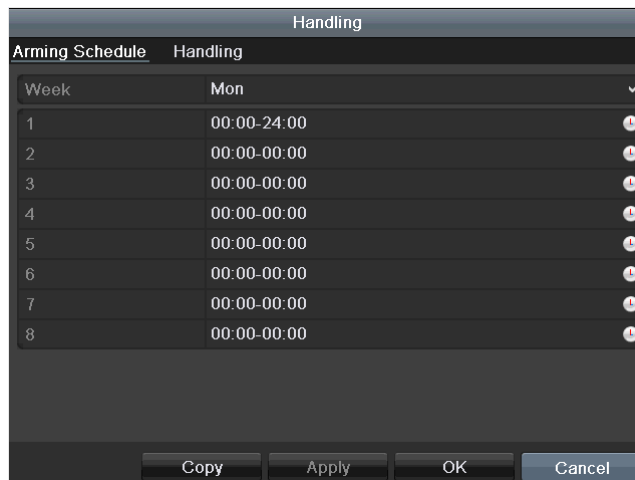 Handling
Arming Schedule Handling
Week Mon
1 00:00-24:00
2 00:00-00:00
3 00:00-00:00
4 00:00-00:00
5 00:00-00:00
6 00:00-00:00
7 00:00-00:00
8 00:00-00:00
Copy Apply OK Cancel